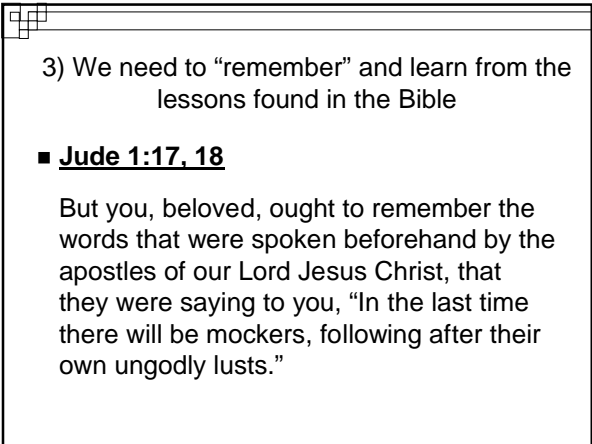 3) We need to “remember” and learn from the
lessons found in the Bible
■ Jude 1:17, 18
But you, beloved, ought to remember the
words that were spoken beforehand by the
apostles of our Lord Jesus Christ, that
they were saying to you, “In the last time
there will be mockers, following after their
own ungodly lusts.”